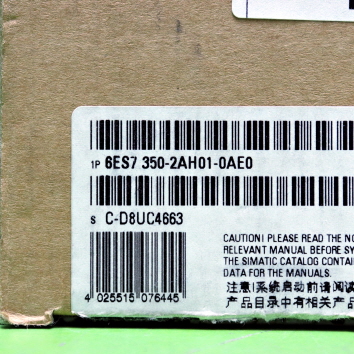 1P 6ES7 350-2AH01-0AE0
S C-D8UC4663
4 025515 076445
CAUTION! PLEASE READ THE NO
RELEVANT MANUAL BEFORE SY
THE SIMATIC CATALOG CONTAI
DATA FOR THE MANUALS.
注意!系统启动前请阅读
产品目录中有相关产品